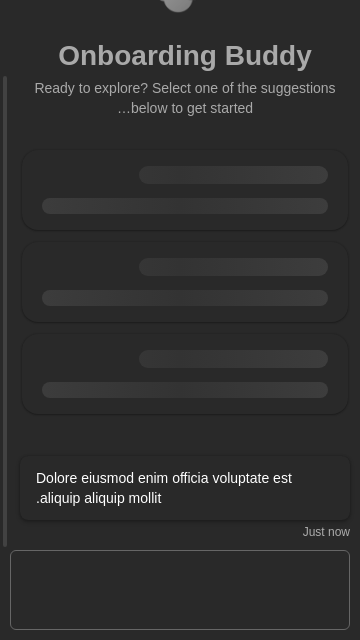 Onboarding Buddy
Ready to explore? Select one of the suggestions
…below to get started
Dolore eiusmod enim officia voluptate est
.aliquip aliquip mollit
Just now